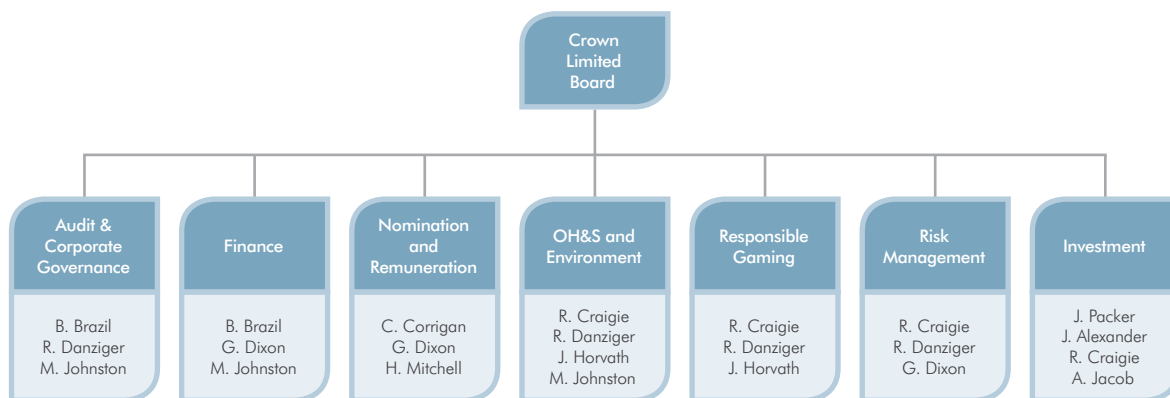 Crown
Limited
Board
Audit &
Corporate
Governance
B. Brazil
R. Danziger
M. Johnston
Finance
B. Brazil
G. Dixon
M. Johnston
Nomination
and
Remuneration
C. Corrigan
G. Dixon
H. Mitchell
OH&S and
Environment
R. Craigie
R. Danziger
J. Horvath
M. Johnston
Responsible
Gaming
R. Craigie
R. Danziger
J. Horvath
Risk
Management
R. Craigie
R. Danziger
G. Dixon
Investment
J. Packer
J. Alexander
R. Craigie
A. Jacob